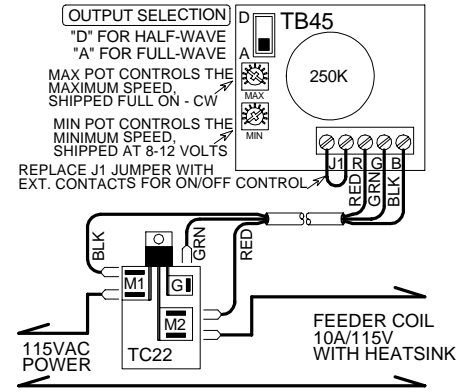 OUTPUT SELECTION
"D" FOR HALF-WAVE
"A" FOR FULL-WAVE
MAX POT CONTROLS THE
MAXIMUM SPEED,
SHIPPED FULL ON - CW
MIN POT CONTROLS THE
MINIMUM SPEED,
SHIPPED AT 8-12 VOLTS
REPLACE J1 JUMPER WITH
EXT. CONTACTS FOR ON/OFF CONTROL
D
A
TB45
250K
MAX
MIN
J1 R G B
RED
GRN
BLK
BLK
GRN
RED
M1
G
M2
TC22
115VAC
POWER
FEEDER COIL
10A/115V
WITH HEATSINK